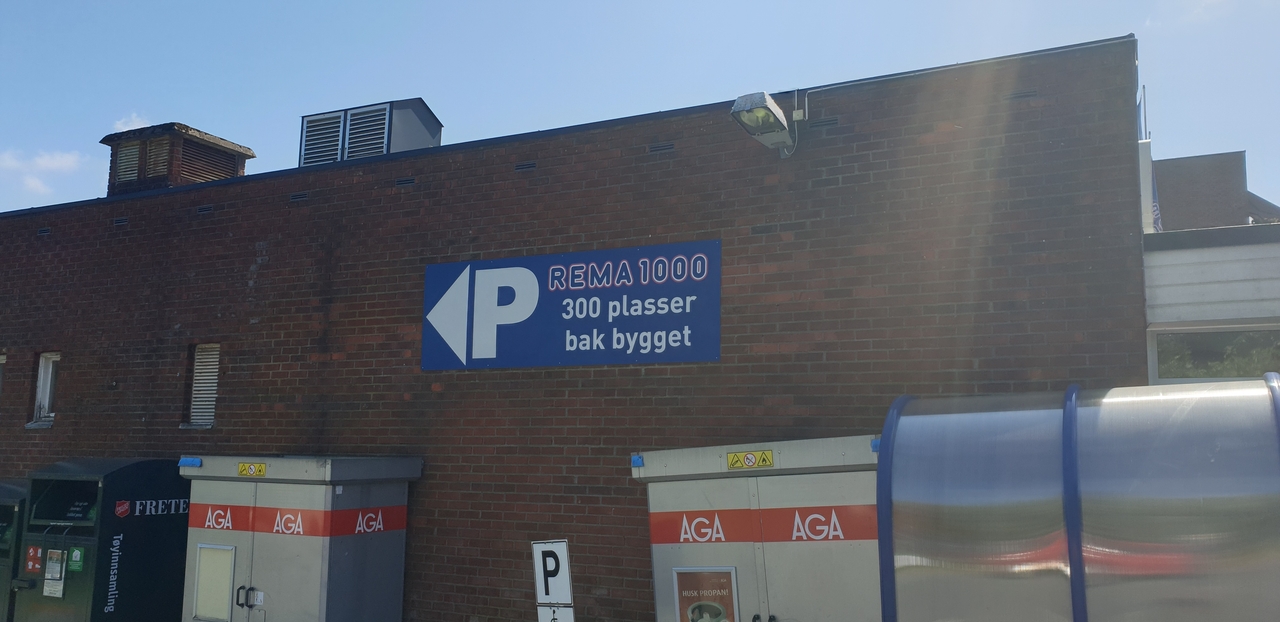 P REMA 1000
300 plasser
bak bygget
FRETE
Tøyinnsamling
AGA AGA AGA
AGA AGA
P
HUSK PROPAN!